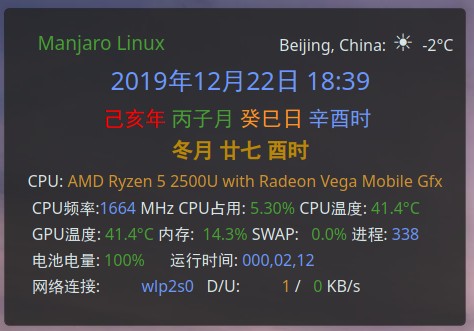 Manjaro Linux Beijing, China: ☀ -2°C
2019年12月22日 18:39
己亥年 丙子月 癸巳日 辛酉时
冬月 廿七 酉时
CPU: AMD Ryzen 5 2500U with Radeon Vega Mobile Gfx
CPU频率:1664 MHz CPU占用: 5.30% CPU温度: 41.4°C
GPU温度: 41.4°C 内存: 14.3% SWAP: 0.0% 进程: 338
电池电量: 100% 运行时间: 000,02,12
网络连接: wlp2s0 D/U: 1 / 0 KB/s